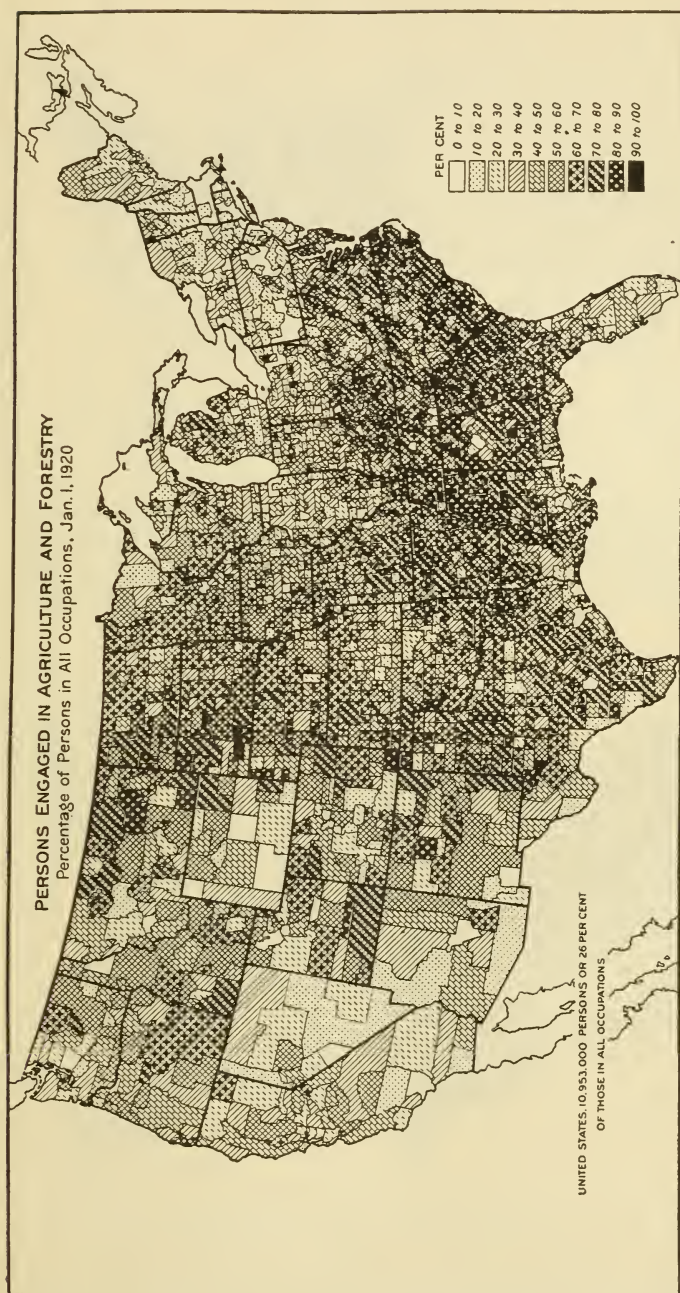 PERSONS ENGAGED IN AGRICULTURE AND FORESTRY
Percentage of Persons in All Occupations, Jan. 1, 1920
PER CENT
0 to 10
10 to 20
20 to 30
30 to 40
40 to 50
50 to 60
60 to 70
70 to 80
80 to 90
90 to 100
UNITED STATES, 10,953,000 PERSONS OR 26 PER CENT
OF THOSE IN ALL OCCUPATIONS